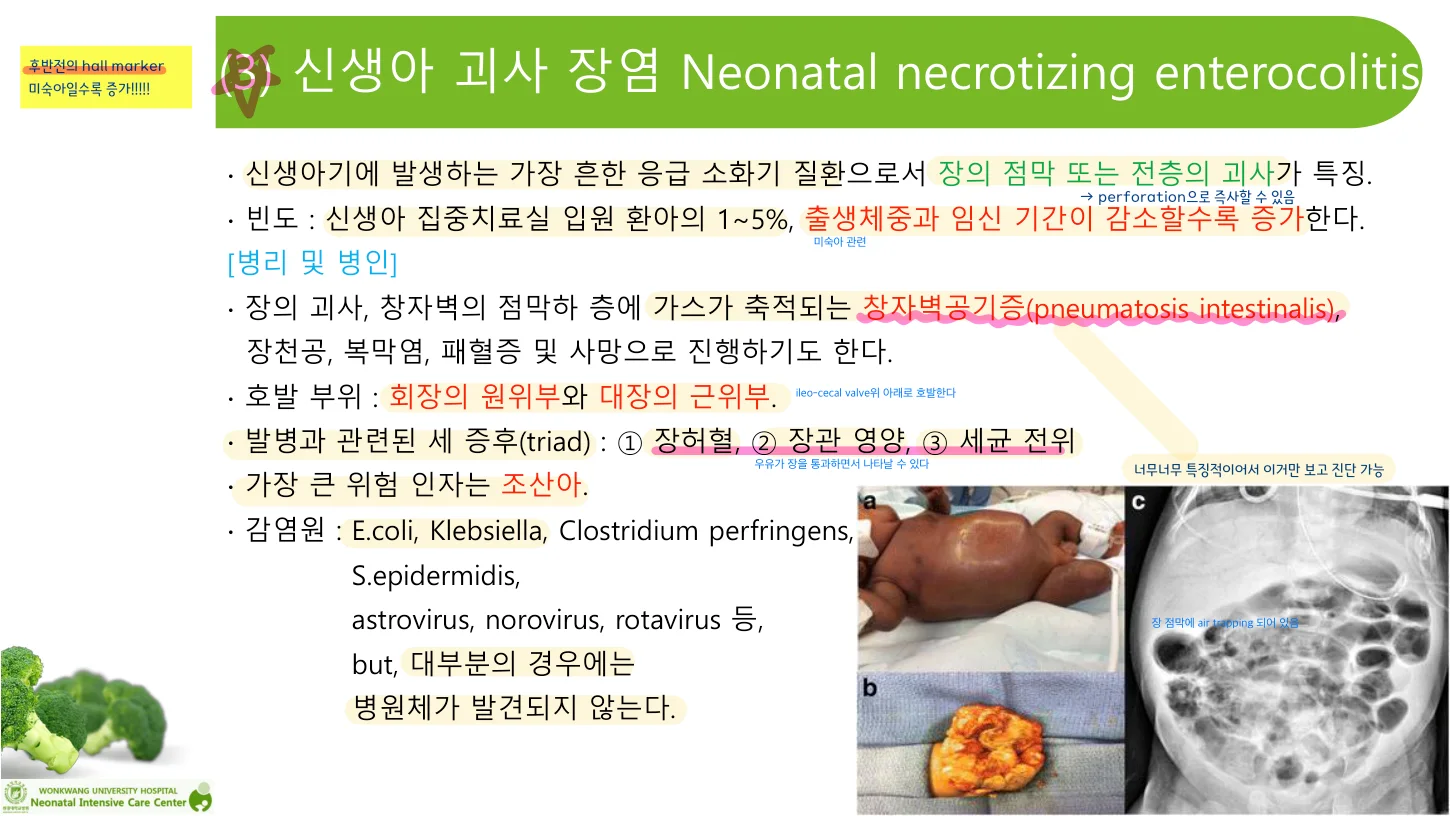 후반전의 hall marker
미숙아일수록 증가!!!!!
(3) 신생아 괴사 장염 Neonatal necrotizing enterocolitis
· 신생아기에 발생하는 가장 흔한 응급 소화기 질환으로서 장의 점막 또는 전층의 괴사가 특징.
→ perforation으로 즉사할 수 있음
· 빈도 : 신생아 집중치료실 입원 환아의 1~5%, 출생체중과 임신 기간이 감소할수록 증가한다.
미숙아 관련
[병리 및 병인]
· 장의 괴사, 창자벽의 점막하 층에 가스가 축적되는 창자벽공기증(pneumatosis intestinalis),
장천공, 복막염, 패혈증 및 사망으로 진행하기도 한다.
· 호발 부위 : 회장의 원위부와 대장의 근위부.
ileo-cecal valve위 아래로 호발한다
· 발병과 관련된 세 증후(triad) : ① 장허혈, ② 장관 영양, ③ 세균 전위
우유가 장을 통과하면서 나타날 수 있다
너무너무 특징적이어서 이거만 보고 진단 가능
· 가장 큰 위험 인자는 조산아.
· 감염원 : E.coli, Klebsiella, Clostridium perfringens,
S.epidermidis,
astrovirus, norovirus, rotavirus 등,
but, 대부분의 경우에는
병원체가 발견되지 않는다.
a
b
c
장 점막에 air trapping 되어 있음
WONKWANG UNIVERSITY HOSPITAL
Neonatal Intensive Care Center